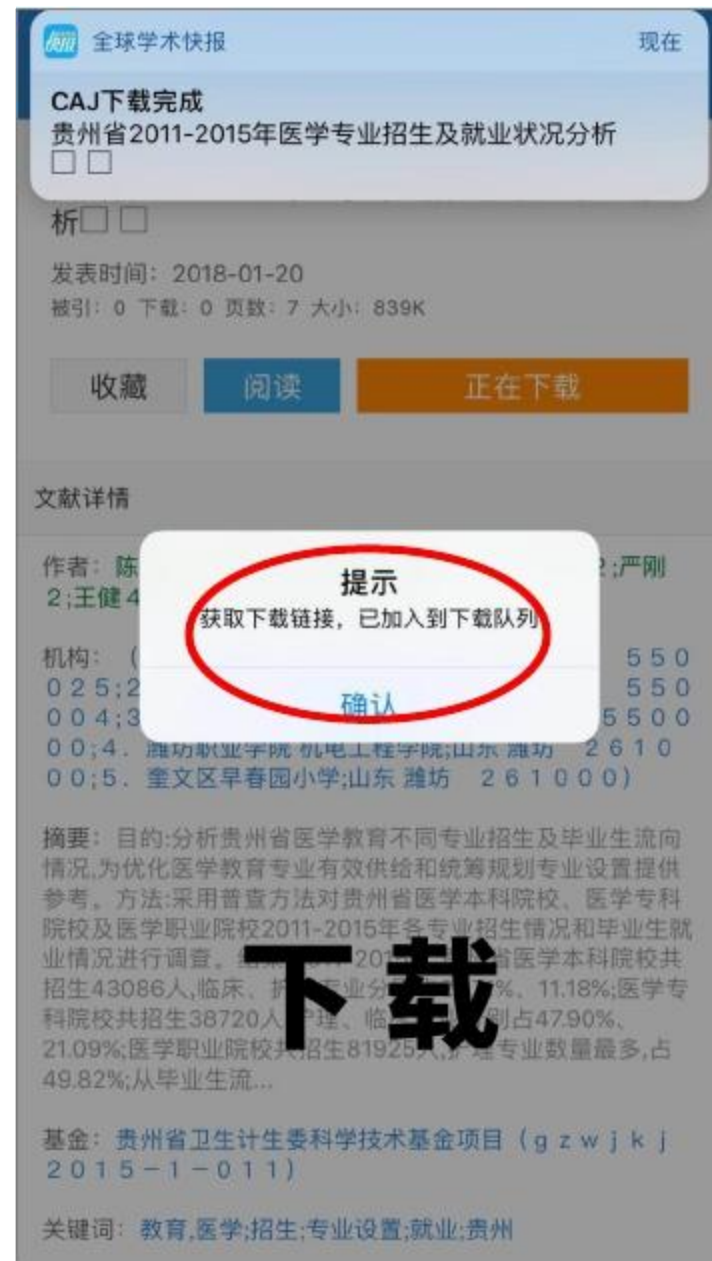 快报 全球学术快报 现在
CAJ下载完成
贵州省2011-2015年医学专业招生及就业状况分析
□ □
析□ □
发表时间：2018-01-20
被引：0 下载：0 页数：7 大小：839K
收藏 阅读 正在下载
文献详情
作者：陈 ;严刚
2;王健4
提示
获取下载链接，已加入到下载队列
确认
机构：( 550
025;2 550
004;3 5500
00;4．潍坊职业学院 机电工程学院;山东 潍坊 2610
00;5．奎文区早春园小学;山东 潍坊 261000)
摘要：目的:分析贵州省医学教育不同专业招生及毕业生流向
情况,为优化医学教育专业有效供给和统筹规划专业设置提供
参考。方法:采用普查方法对贵州省医学本科院校、医学专科
院校及医学职业院校2011-2015年各专业招生情况和毕业生就
业情况进行调查。 省医学本科院校共
招生43086人,临床、 %、11.18%;医学专
科院校共招生38720人 别占47.90%、
21.09%;医学职业院校共招生81925人,护理专业数量最多,占
49.82%;从毕业生流...
下载
基金：贵州省卫生计生委科学技术基金项目（gzwjkj
2015-1-011）
关键词：教育,医学;招生;专业设置;就业;贵州